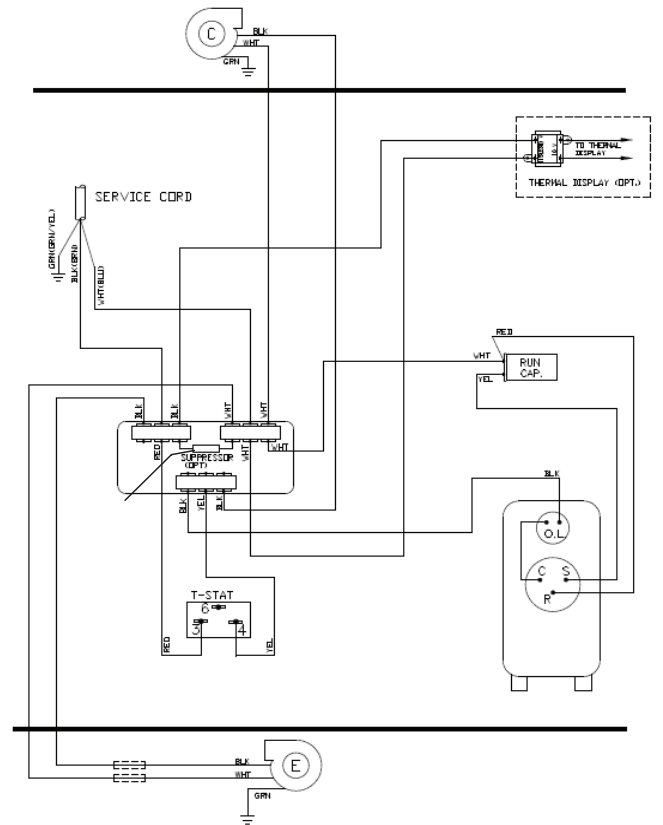 C
BLK
WHT
GRN
TO THERMAL
DISPLAY
THERMAL DISPLAY (OPT.)
SERVICE CORD
GRN(GRN/YEL)
BLK(BRN)
WHT(BLU)
RED
WHT
RUN
CAP.
YEL
BLK
BLK
WHT
WHT
RED
SUPPRESSOR
(OPT)
WHT
WHT
BLK
YEL
BLK
BLK
O.L.
C S
R
T-STAT
6
3 4
RED
YEL
BLK
WHT
E
GRN